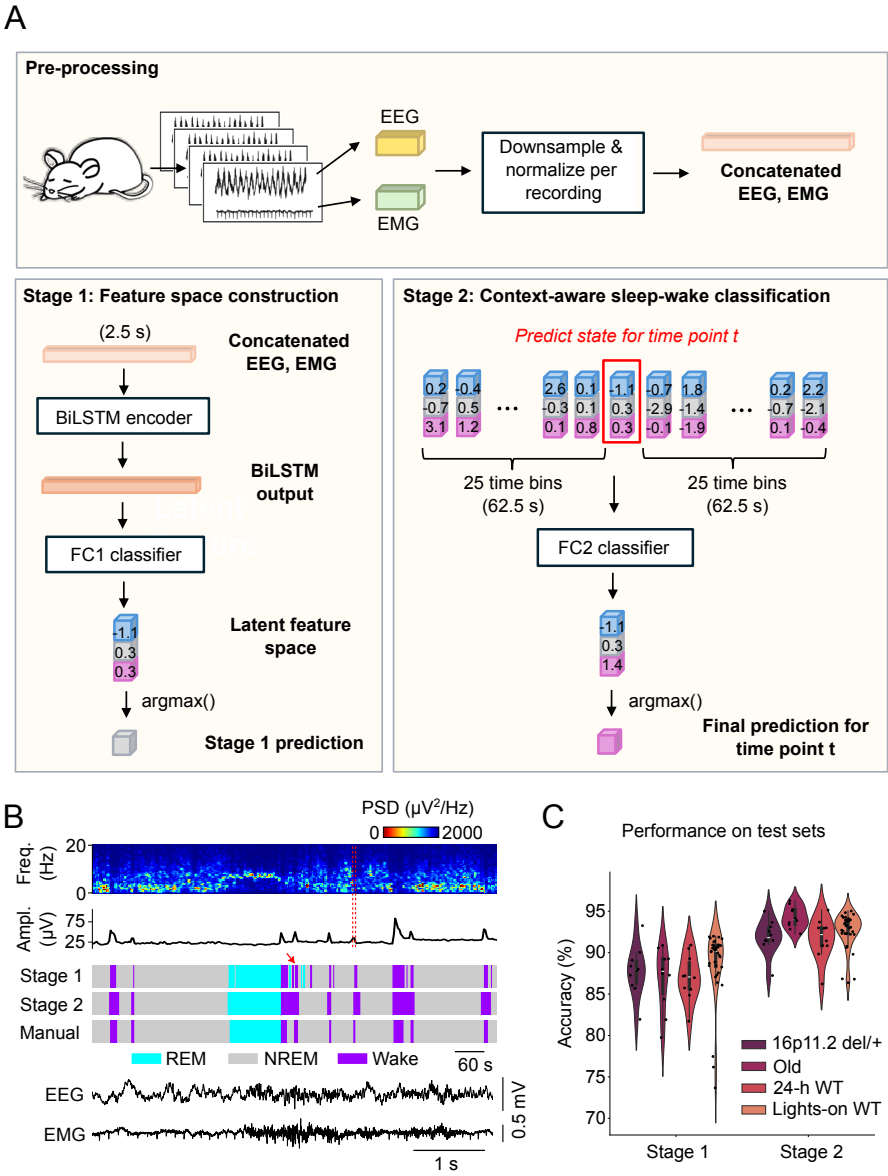 A
Pre-processing
EEG
EMG
Downsample &
normalize per
recording
Concatenated
EEG, EMG
Stage 1: Feature space construction
(2.5 s)
Concatenated
EEG, EMG
BiLSTM encoder
BiLSTM
output
Latent
FC1 classifier
-1.1
0.3
0.3
Latent feature
space
argmax()
Stage 1 prediction
Stage 2: Context-aware sleep-wake classification
Predict state for time point t
0.2 -0.4 2.6 0.1 -1.1 -0.7 1.8 0.2 2.2
-0.7 0.5 ... -0.3 0.1 0.3 -2.9 -1.4 ... -0.7 -2.1
3.1 1.2 0.1 0.8 0.3 -0.1 -1.9 0.1 -0.4
25 time bins
(62.5 s)
25 time bins
(62.5 s)
FC2 classifier
-1.1
0.3
1.4
argmax()
Final prediction for
time point t
B
PSD (µV²/Hz)
0 2000
Freq.
(Hz)
20
0
Ampl.
(µV)
75
25
Stage 1
Stage 2
Manual
REM NREM Wake 60 s
EEG
EMG
0.5 mV
1 s
C
Performance on test sets
Accuracy (%)
95
90
85
80
75
70
Stage 1 Stage 2
16p11.2 del/+
Old
24-h WT
Lights-on WT